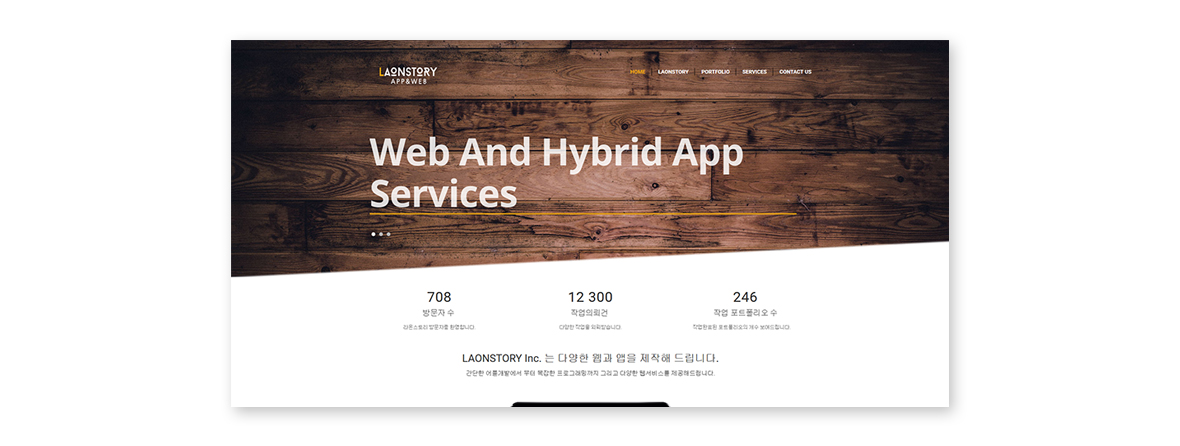 LAONSTORY
APP&WEB
HOME LAONSTORY PORTFOLIO SERVICES CONTACT US
Web And Hybrid App
Services
708 12 300 246
방문자 수 작업의뢰건 작업 포트폴리오 수
라온스토리 방문자를 환영합니다. 다양한 작업을 의뢰받습니다 작업완료된 포트폴리오의 개수 보여드립니다.
LAONSTORY Inc. 는 다양한 웹과 앱을 제작해 드립니다.
간단한 어플개발에서 부터 복잡한 프로그래밍까지 그리고 다양한 웹서비스를 제공해드립니다.